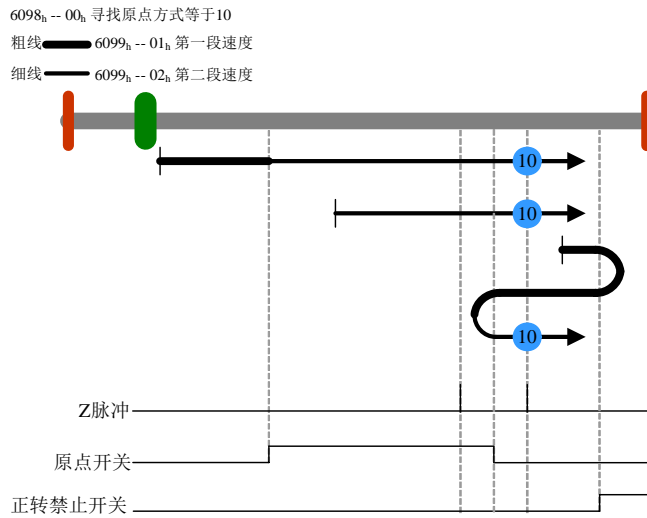 6098h -- 00h 寻找原点方式等于10
粗线 6099h -- 01h 第一段速度
细线 6099h -- 02h 第二段速度
10
10
10
Z脉冲
原点开关
正转禁止开关